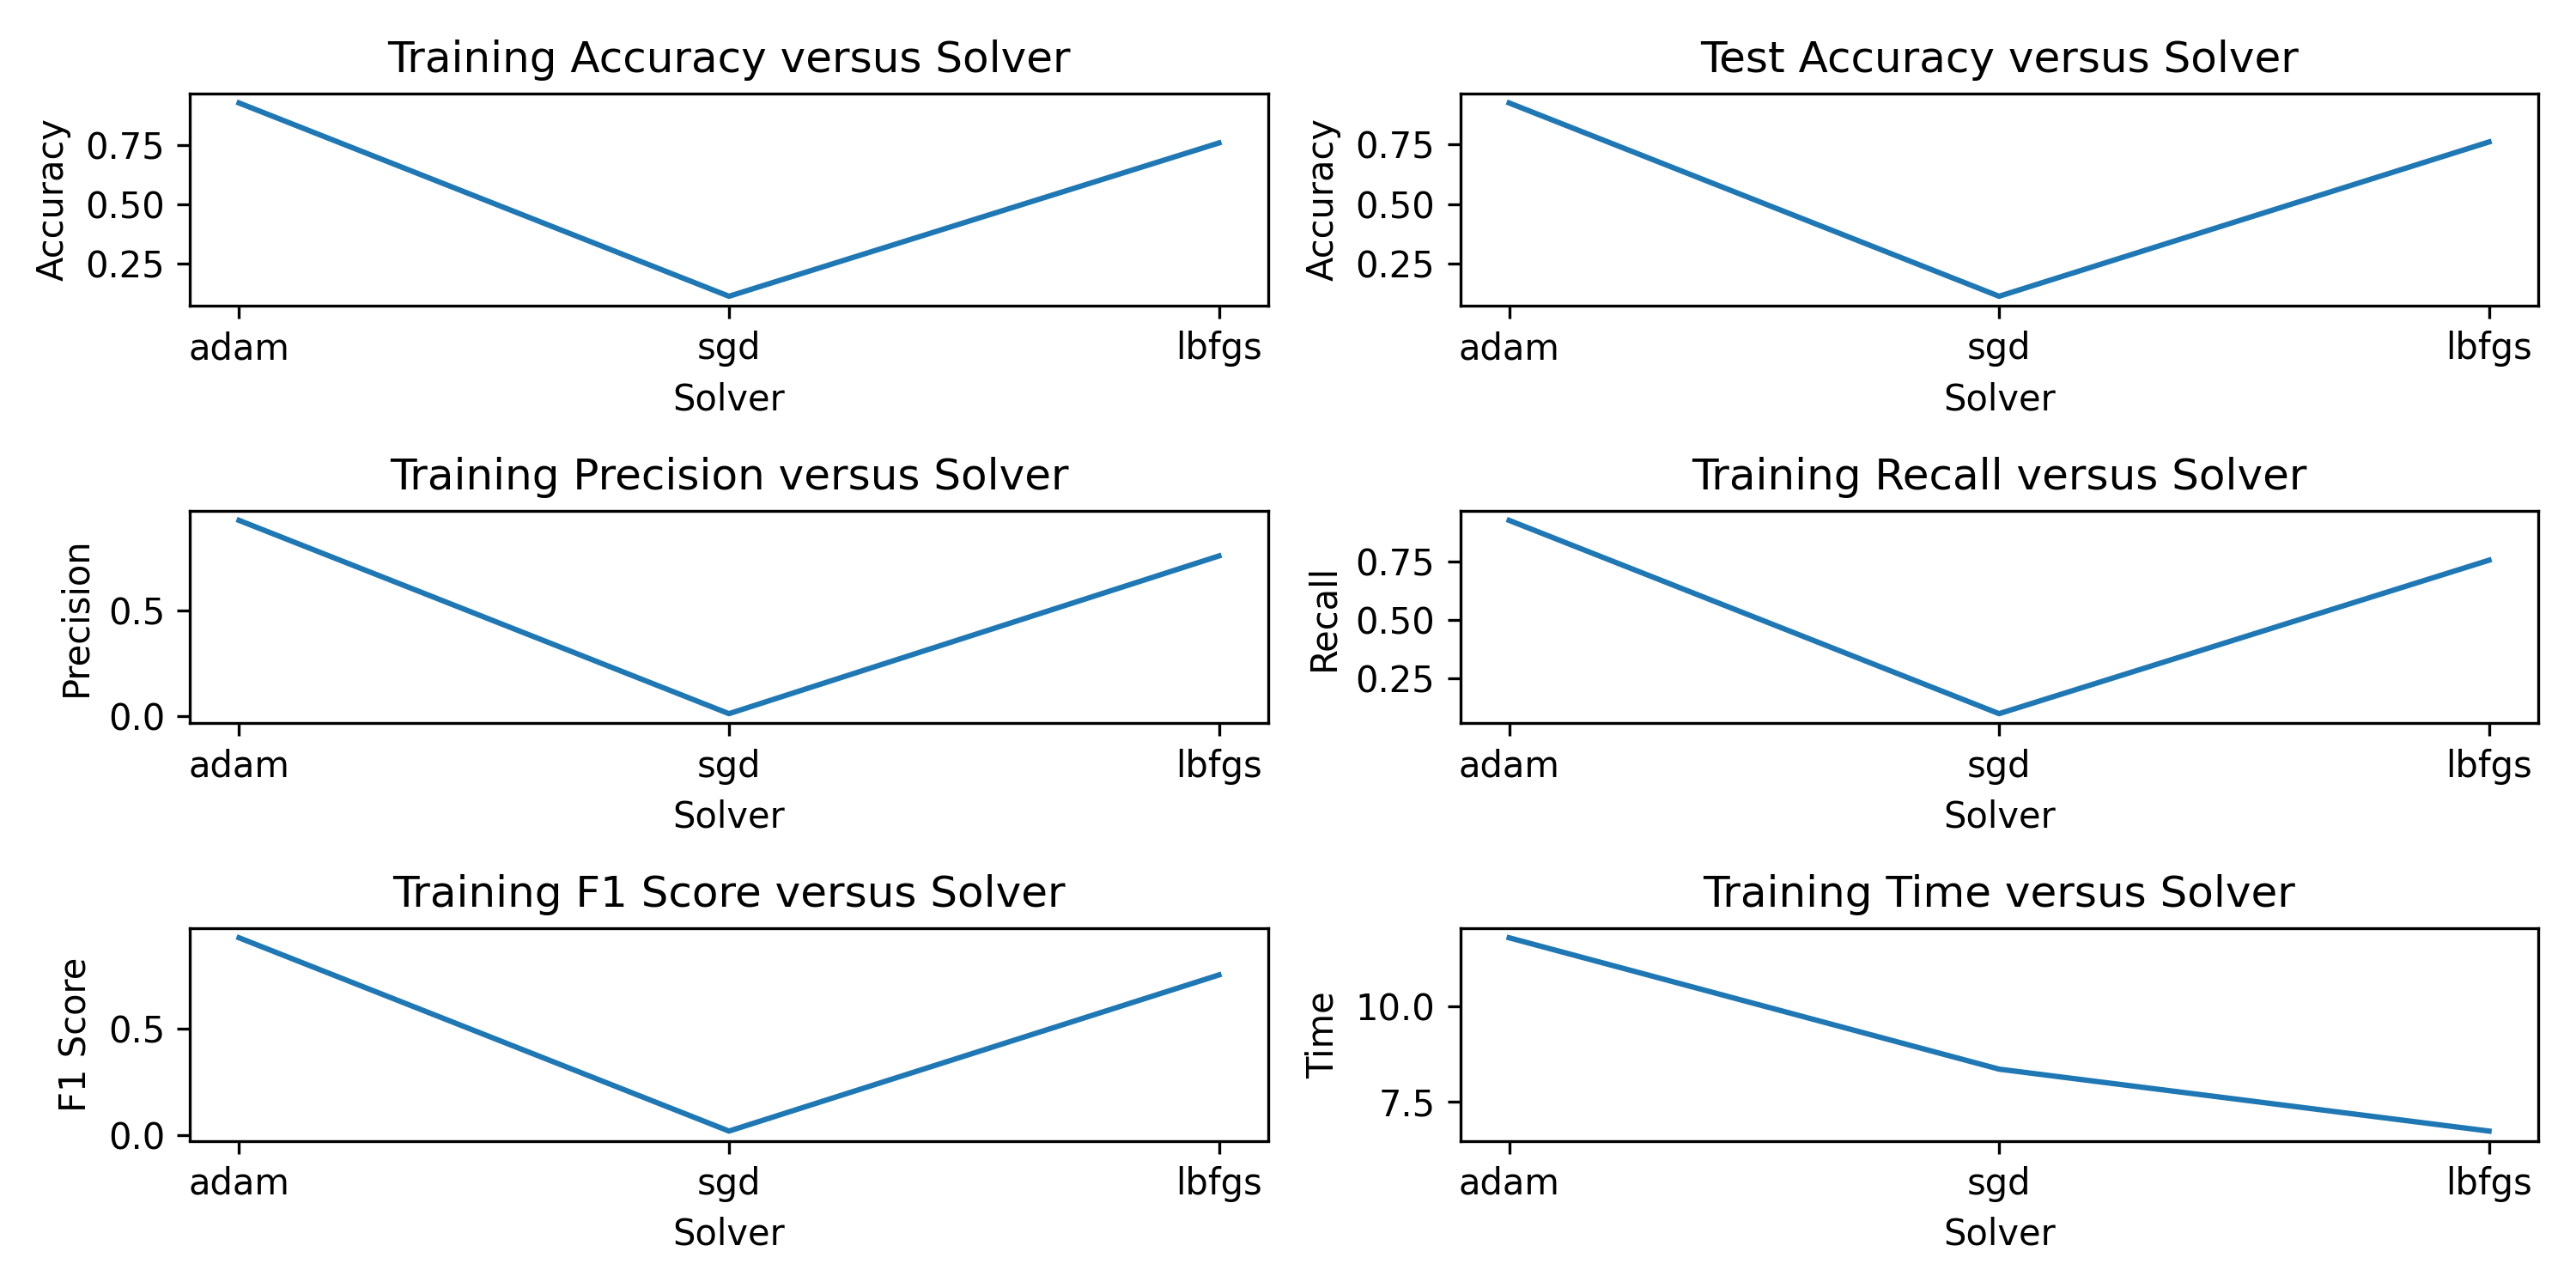 Training Accuracy versus Solver
Accuracy
0.75
0.50
0.25
adam sgd lbfgs
Solver
Test Accuracy versus Solver
Accuracy
0.75
0.50
0.25
adam sgd lbfgs
Solver
Training Precision versus Solver
Precision
0.5
0.0
adam sgd lbfgs
Solver
Training Recall versus Solver
Recall
0.75
0.50
0.25
adam sgd lbfgs
Solver
Training F1 Score versus Solver
F1 Score
0.5
0.0
adam sgd lbfgs
Solver
Training Time versus Solver
Time
10.0
7.5
adam sgd lbfgs
Solver